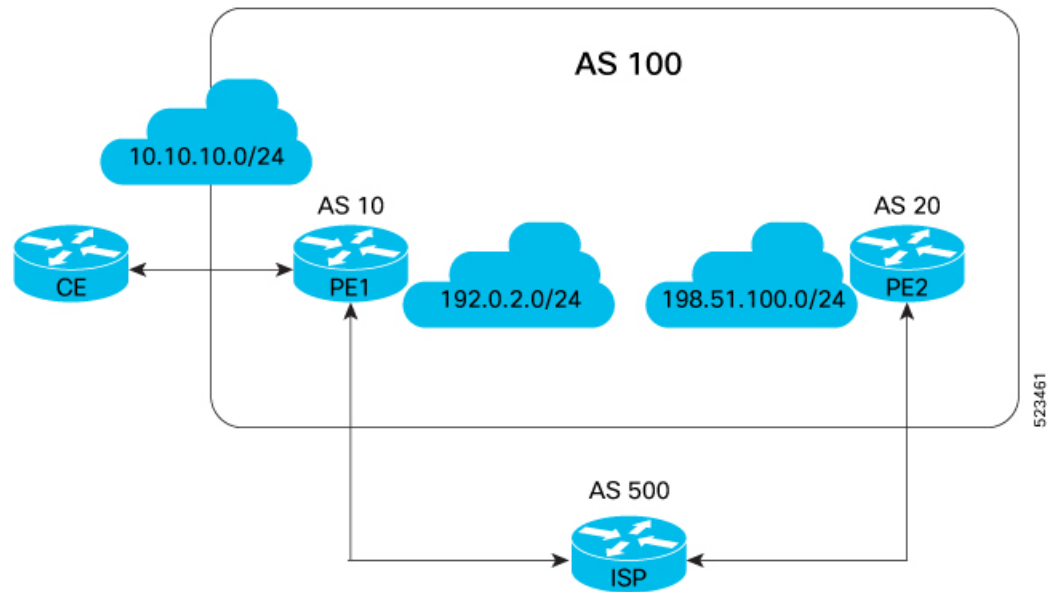 AS 100
10.10.10.0/24
AS 10
AS 20
CE
PE1
192.0.2.0/24
198.51.100.0/24
PE2
AS 500
ISP
523461